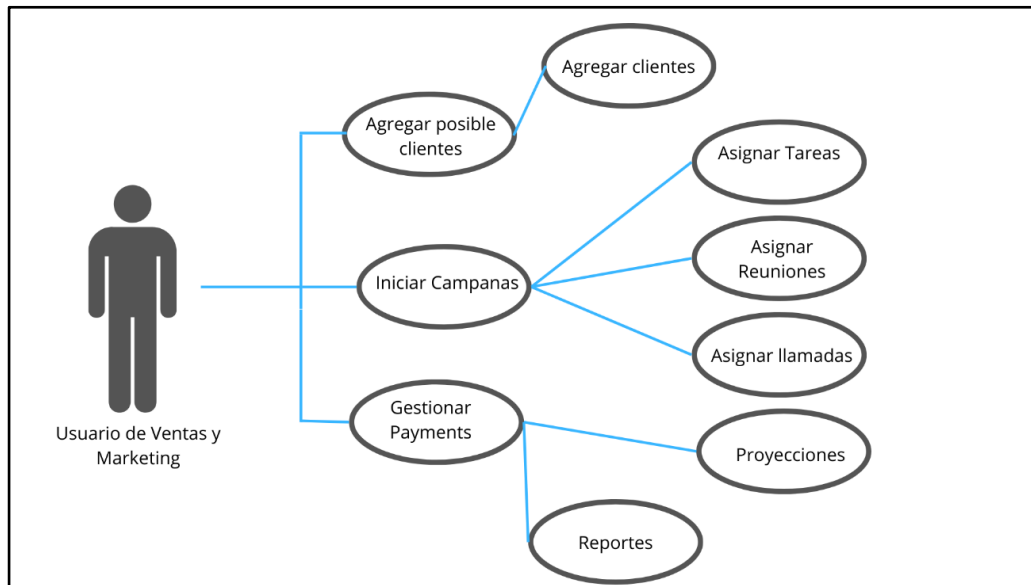 Agregar clientes
Agregar posible
clientes
Asignar Tareas
Asignar
Reuniones
Iniciar Campanas
Asignar llamadas
Gestionar
Payments
Usuario de Ventas y
Marketing
Proyecciones
Reportes